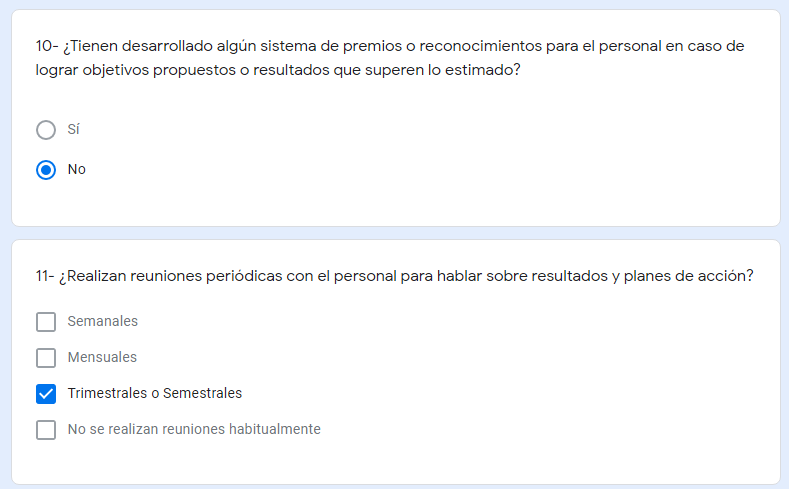 10- ¿Tienen desarrollado algún sistema de premios o reconocimientos para el personal en caso de
lograr objetivos propuestos o resultados que superen lo estimado?
Sí
No
11- ¿Realizan reuniones periódicas con el personal para hablar sobre resultados y planes de acción?
Semanales
Mensuales
Trimestrales o Semestrales
No se realizan reuniones habitualmente